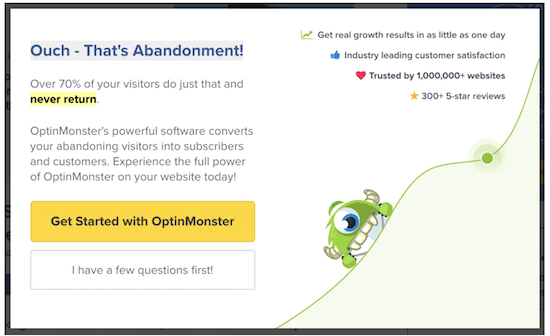 Ouch - That's Abandonment!
Over 70% of your visitors do just that and
never return.
OptinMonster's powerful software converts
your abandoning visitors into subscribers
and customers. Experience the full power
of OptinMonster on your website today!
Get Started with OptinMonster
I have a few questions first!
Get real growth results in as little as one day
Industry leading customer satisfaction
Trusted by 1,000,000+ websites
300+ 5-star reviews